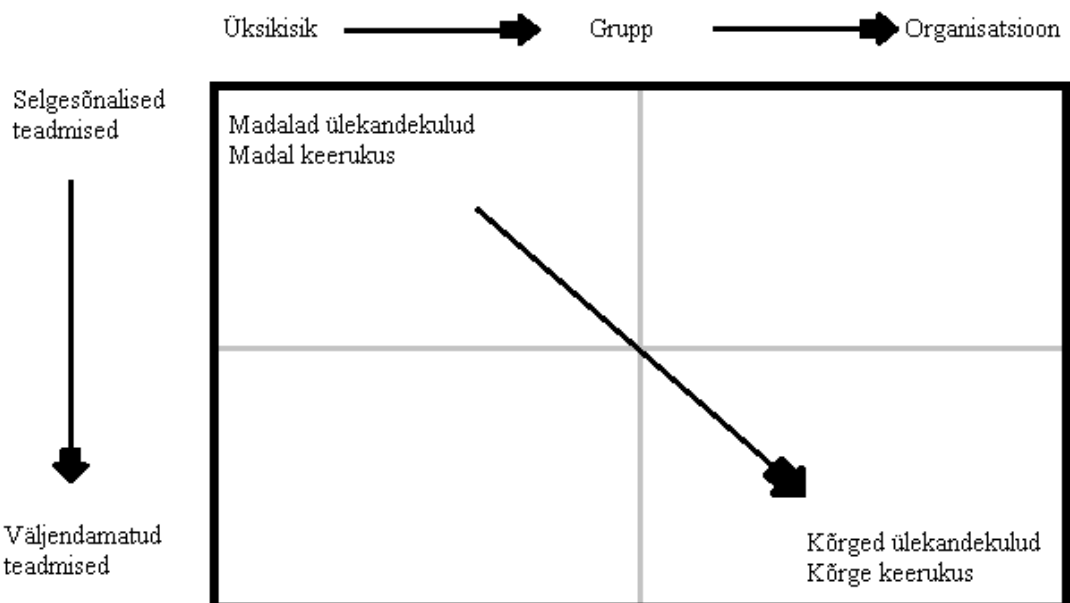 Üksikisik Grupp Organisatsioon
Selgesõnalised
teadmised
Madalad ülekandekulud
Madal keerukus
Väljendamatud
teadmised
Kõrged ülekandekulud
Kõrge keerukus